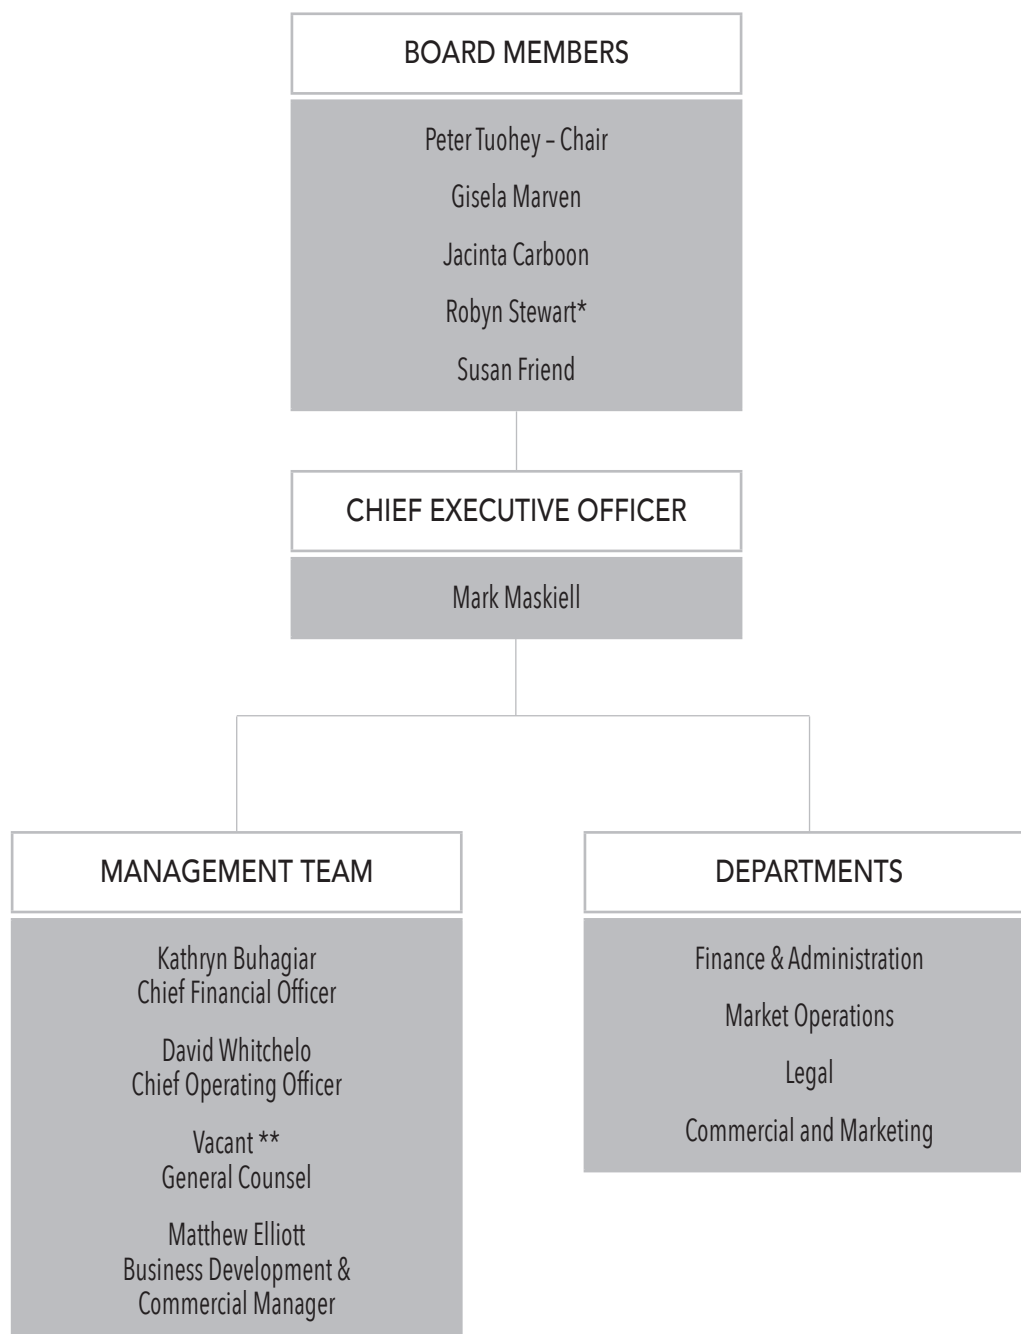 BOARD MEMBERS
Peter Tuohey – Chair
Gisela Marven
Jacinta Carboon
Robyn Stewart*
Susan Friend
CHIEF EXECUTIVE OFFICER
Mark Maskiell
MANAGEMENT TEAM
Kathryn Buhagiar
Chief Financial Officer
David Whitchelo
Chief Operating Officer
Vacant **
General Counsel
Matthew Elliott
Business Development &
Commercial Manager
DEPARTMENTS
Finance & Administration
Market Operations
Legal
Commercial and Marketing